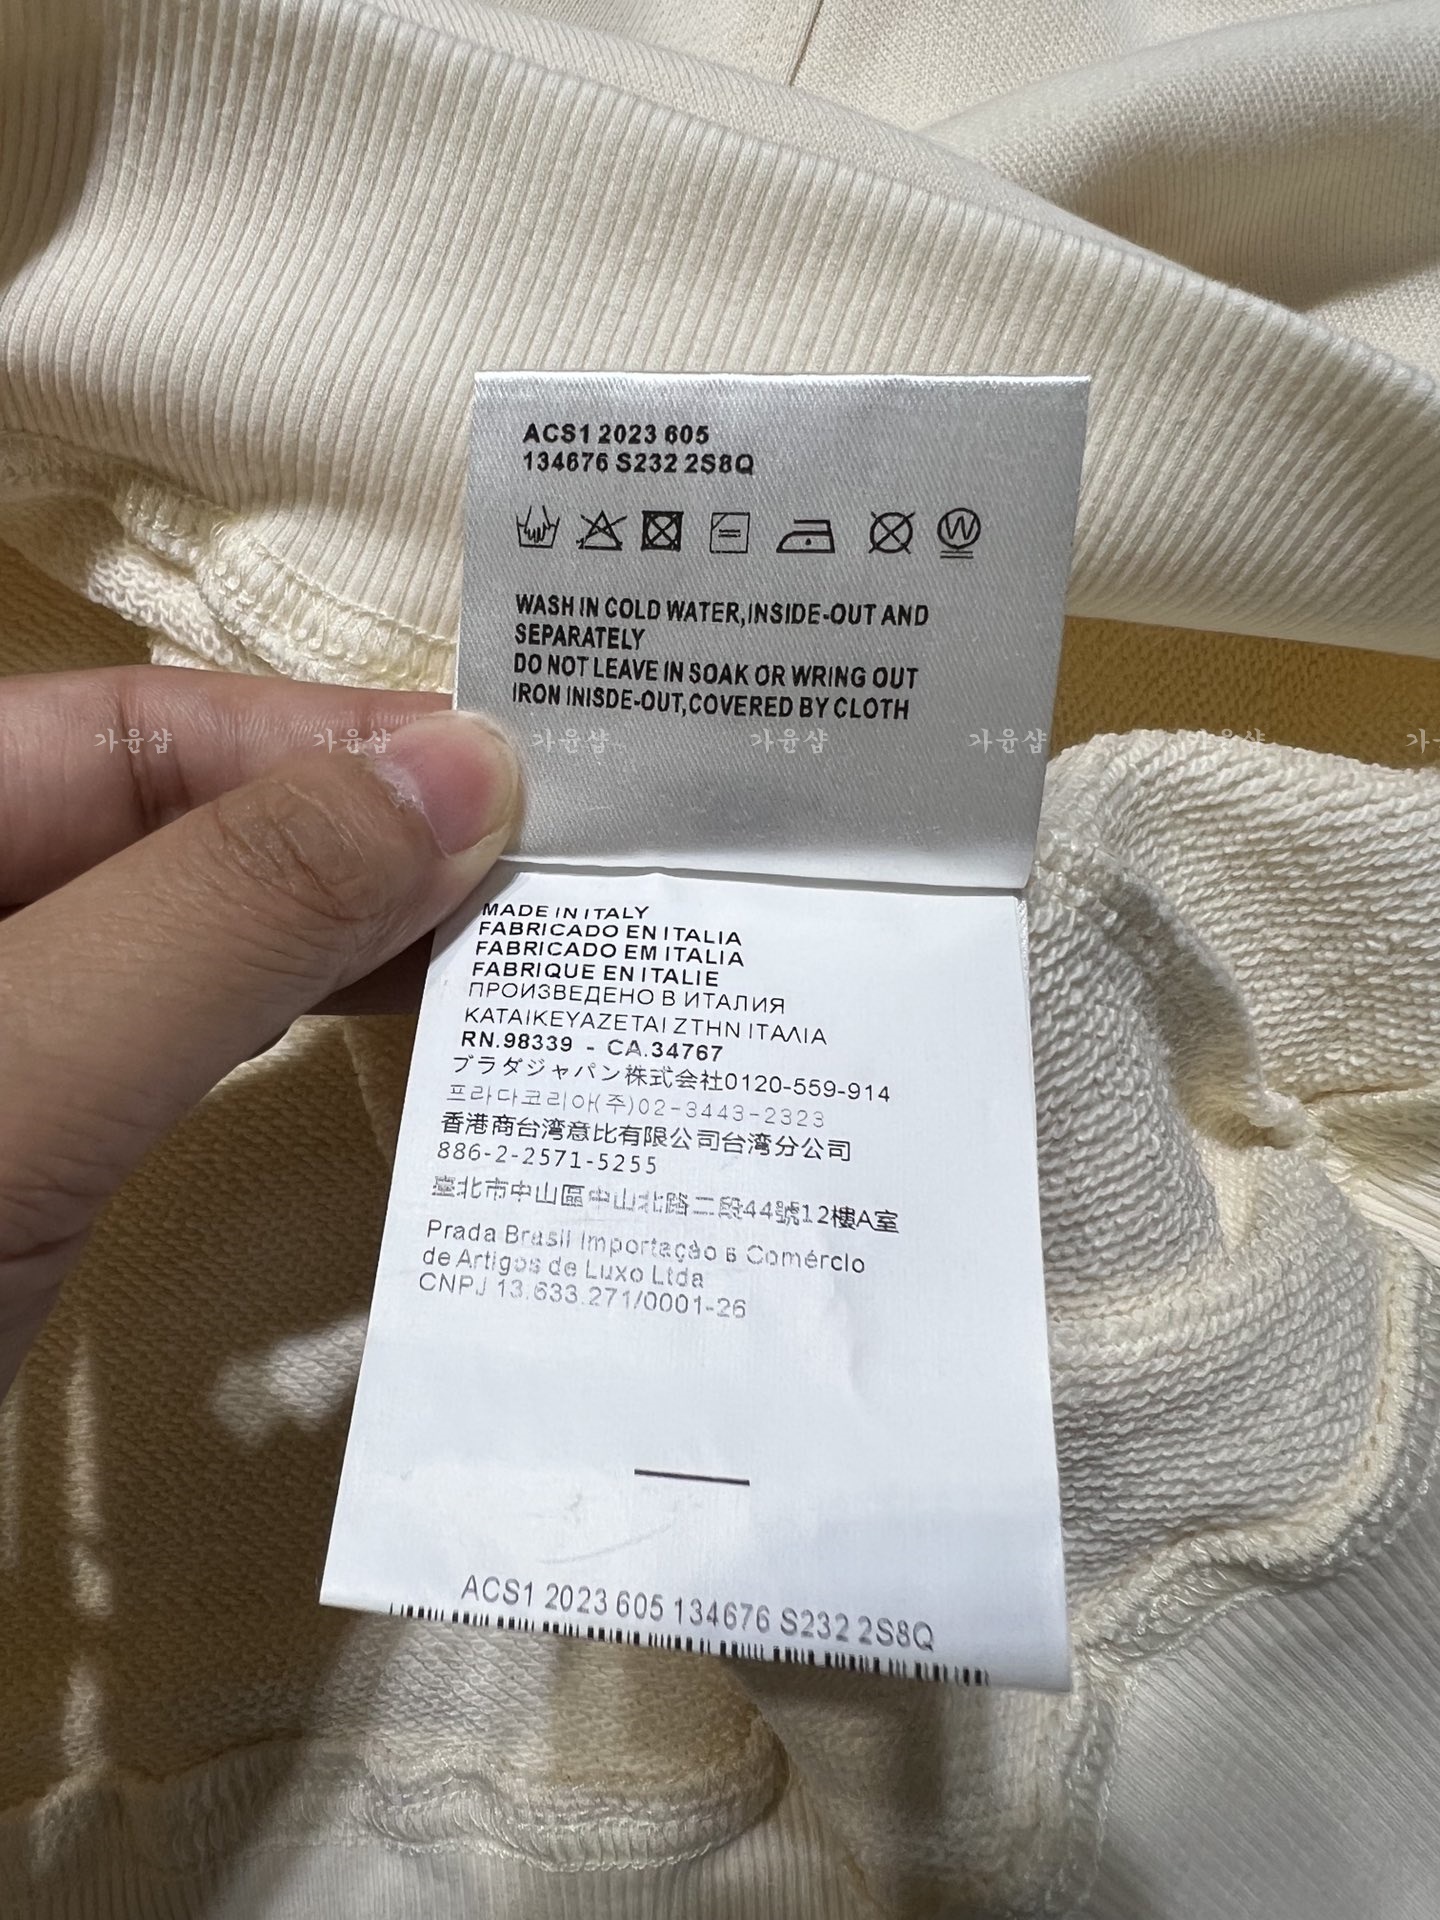 ACS1 2023 605
134676 S232 2S8Q
WASH IN COLD WATER,INSIDE-OUT AND
SEPARATELY
DO NOT LEAVE IN SOAK OR WRING OUT
IRON INISDE-OUT,COVERED BY CLOTH
가윤샵 가윤샵 가윤샵 가윤샵 가윤샵 가윤샵
MADE IN ITALY
FABRICADO EN ITALIA
FABRICADO EM ITALIA
FABRIQUE EN ITALIE
ПРОИЗВЕДЕНО В ИТАЛИЯ
KATAIKEYAZETAI ZTHN ITAΛIA
RN.98339 - CA.34767
プラダジャパン株式会社0120-559-914
프라다코리아(주)02-3443-2323
香港商台湾意比有限公司台湾分公司
886-2-2571-5255
臺北市中山區中山北路二段44號12樓A室
Prada Brasil Importação e Comércio
de Artigos de Luxo Ltda
CNPJ 13.633.271/0001-26
ACS1 2023 605 134676 S232 2S8Q